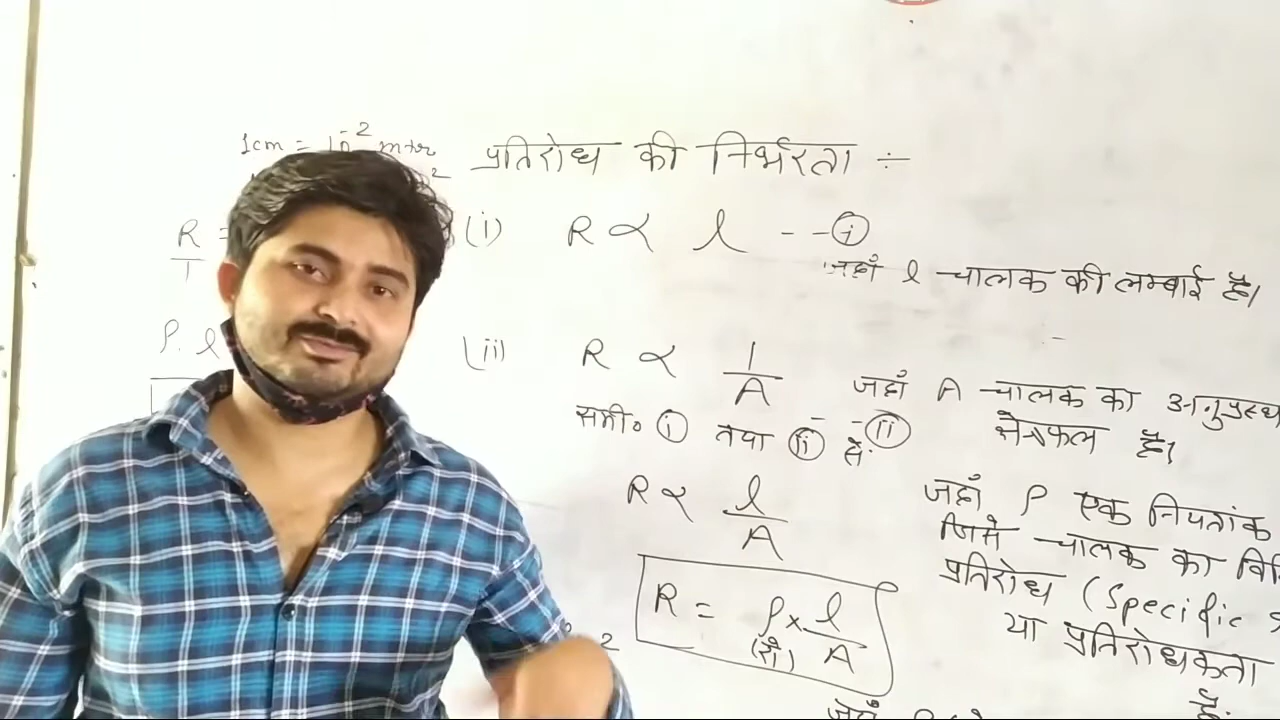 1cm = 10⁻² mtr
प्रतिरोध की निर्भरता ÷
R =
(i) R ∝ l - - (i)
जहाँ l चालक की लम्बाई है।
ρ. l
(ii) R ∝ 1/A - - (ii)
जहाँ A चालक का अनुप्रस्थ
क्षेत्रफल है।
समी० (i) तथा (ii) से
R ∝ l/A
R = ρ × l/A
(रौ)
जहाँ ρ एक नियतांक
जिसे चालक का
प्रतिरोध (Specific
या प्रतिरोधकता
है.